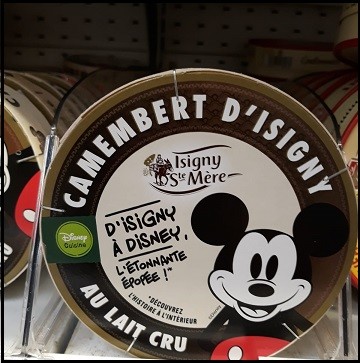 CAMEMBERT D'ISIGNY
Isigny
Ste Mère
D'ISIGNY
À DISNEY,
L'ÉTONNANTE
ÉPOPÉE !*
Disney
Cuisine
*DÉCOUVREZ
L'HISTOIRE À L'INTÉRIEUR
AU LAIT CRU